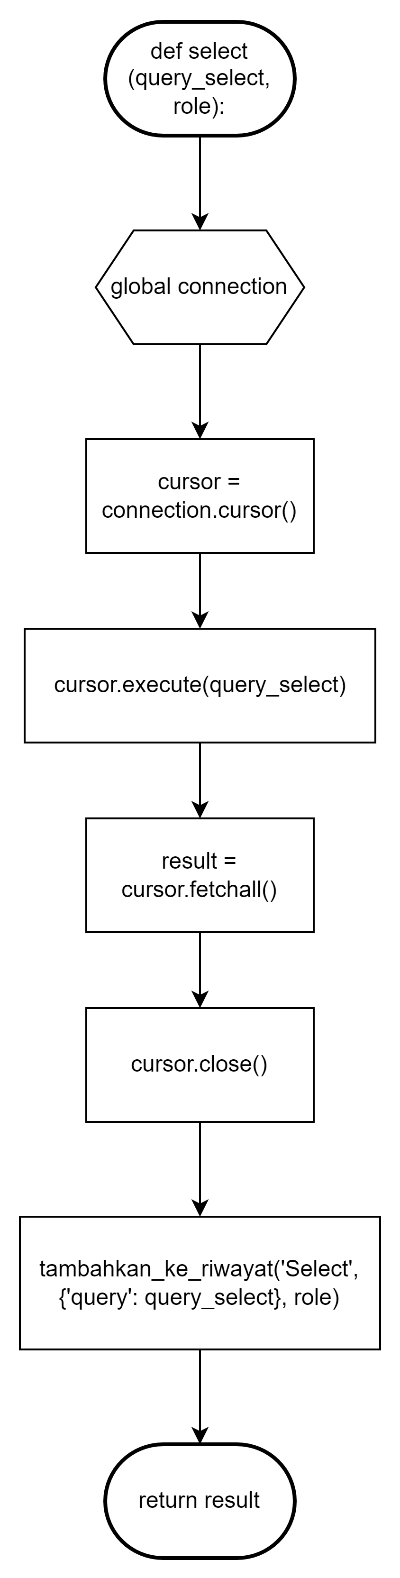 def select
(query_select,
role):
global connection
cursor =
connection.cursor()
cursor.execute(query_select)
result =
cursor.fetchall()
cursor.close()
tambahkan_ke_riwayat('Select',
{'query': query_select}, role)
return result